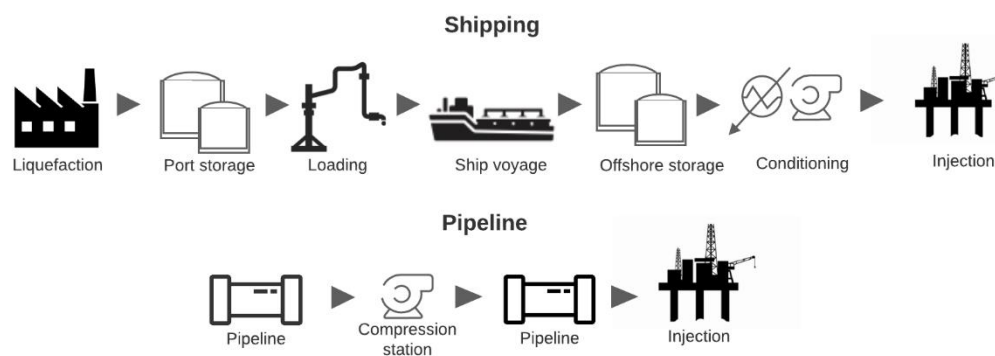 Shipping
Liquefaction
Port storage
Loading
Ship voyage
Offshore storage
Conditioning
Injection
Pipeline
Pipeline
Compression
station
Pipeline
Injection